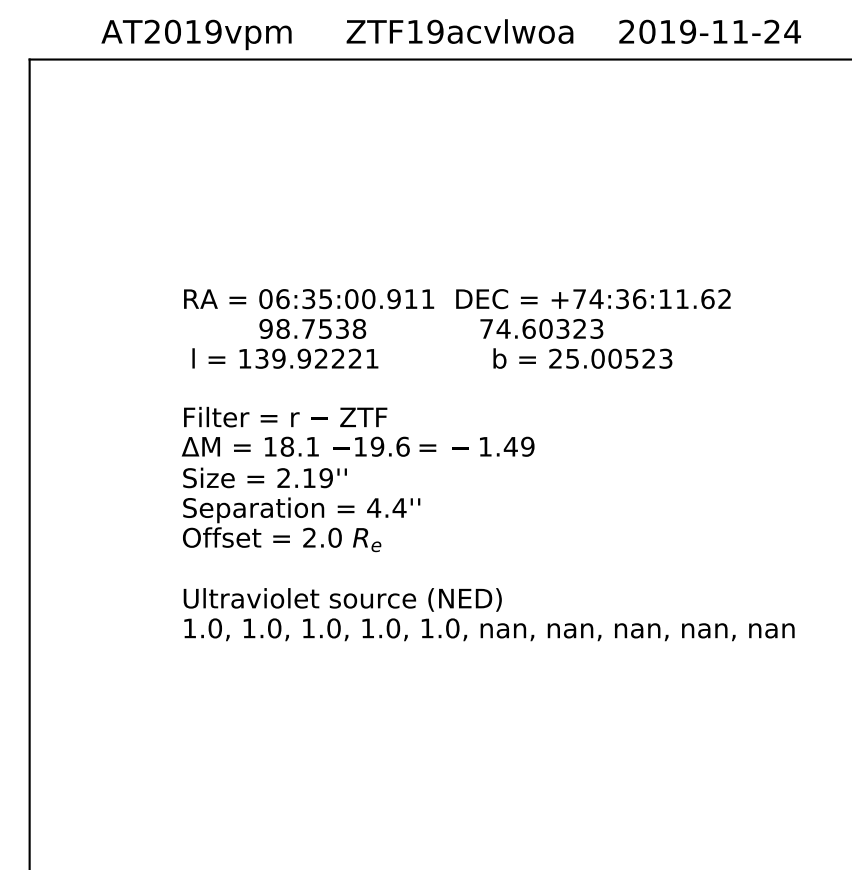 AT2019vpm ZTF19acvlwoa 2019-11-24
RA = 06:35:00.911 DEC = +74:36:11.62
98.7538 74.60323
l = 139.92221 b = 25.00523
Filter = r − ZTF
ΔM = 18.1 −19.6 = − 1.49
Size = 2.19''
Separation = 4.4''
Offset = 2.0 Re
Ultraviolet source (NED)
1.0, 1.0, 1.0, 1.0, 1.0, nan, nan, nan, nan, nan